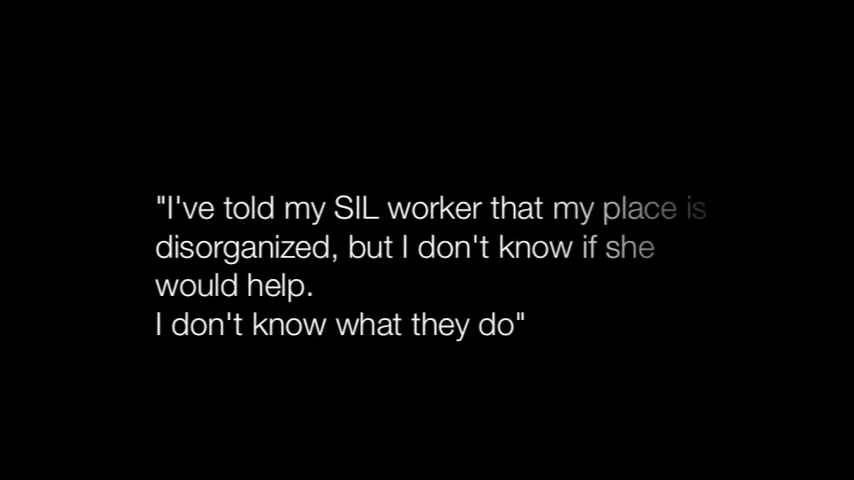 "I've told my SIL worker that my place is
disorganized, but I don't know if she
would help.
I don't know what they do"